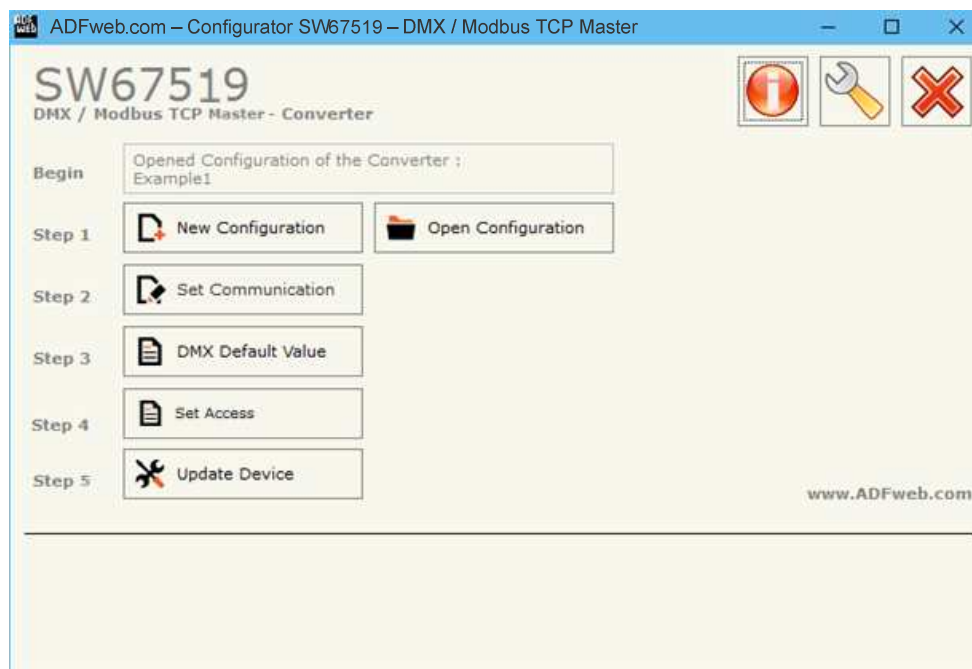 ADF
WEB
ADFweb.com – Configurator SW67519 – DMX / Modbus TCP Master
SW67519
DMX / Modbus TCP Master - Converter
Begin
Opened Configuration of the Converter :
Example1
Step 1
New Configuration
Open Configuration
Step 2
Set Communication
Step 3
DMX Default Value
Step 4
Set Access
Step 5
Update Device
www.ADFweb.com